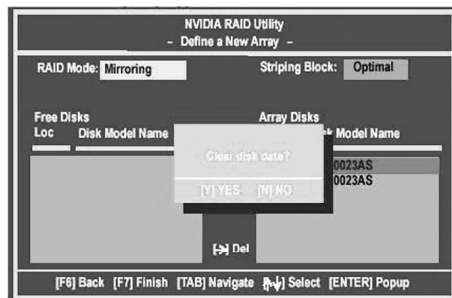 NVIDIA RAID Utility
- Define a New Array -
RAID Mode: Mirroring Striping Block: Optimal
Free Disks Array Disks
Loc Disk Model Name Model Name
Clear disk data?
[Y] YES [N] NO
0023AS
0023AS
Del
[F6] Back [F7] Finish [TAB] Navigate [↑↓] Select [ENTER] Popup